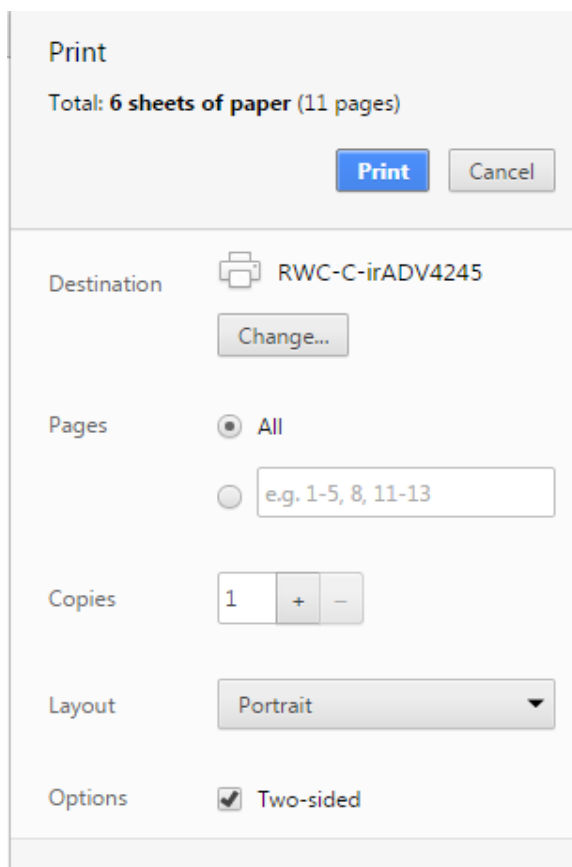 Print
Total: 6 sheets of paper (11 pages)
Print Cancel
Destination RWC-C-irADV4245
Change...
Pages All
e.g. 1-5, 8, 11-13
Copies 1 + −
Layout Portrait
Options Two-sided